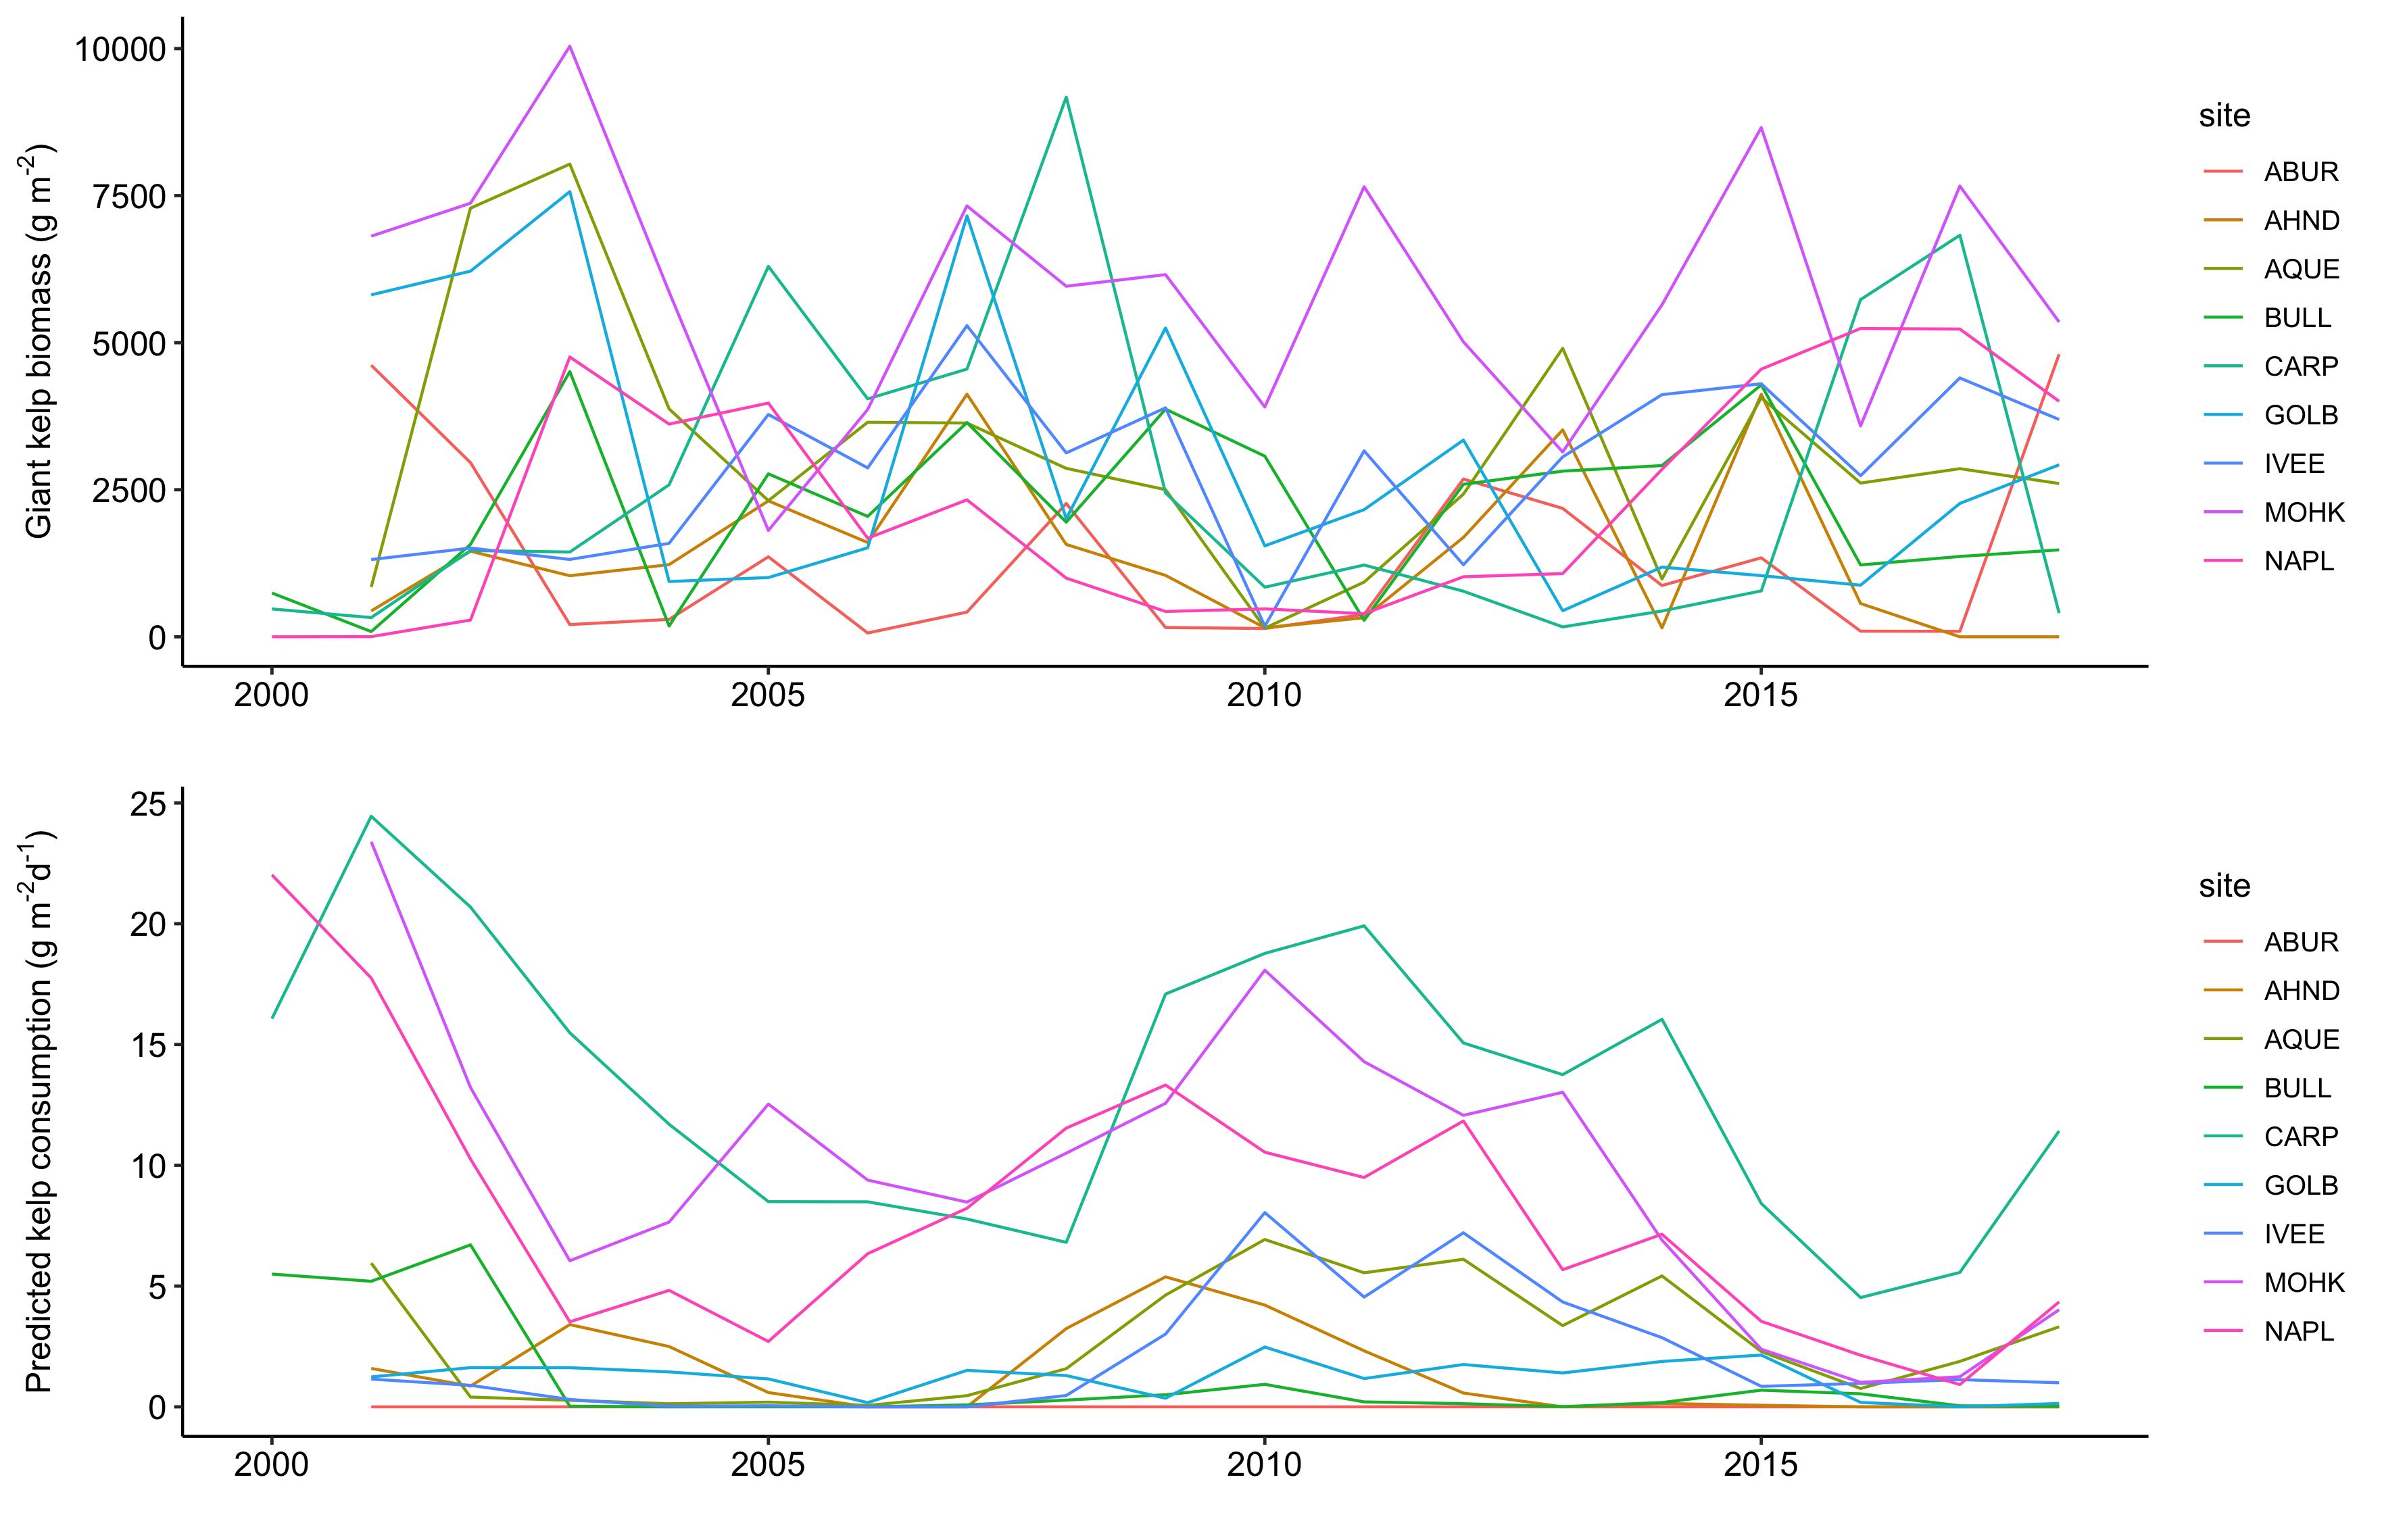 Giant kelp biomass (g m⁻²)
10000
7500
5000
2500
0
2000 2005 2010 2015
site
ABUR
AHND
AQUE
BULL
CARP
GOLB
IVEE
MOHK
NAPL
Predicted kelp consumption (g m⁻²d⁻¹)
25
20
15
10
5
0
2000 2005 2010 2015
site
ABUR
AHND
AQUE
BULL
CARP
GOLB
IVEE
MOHK
NAPL